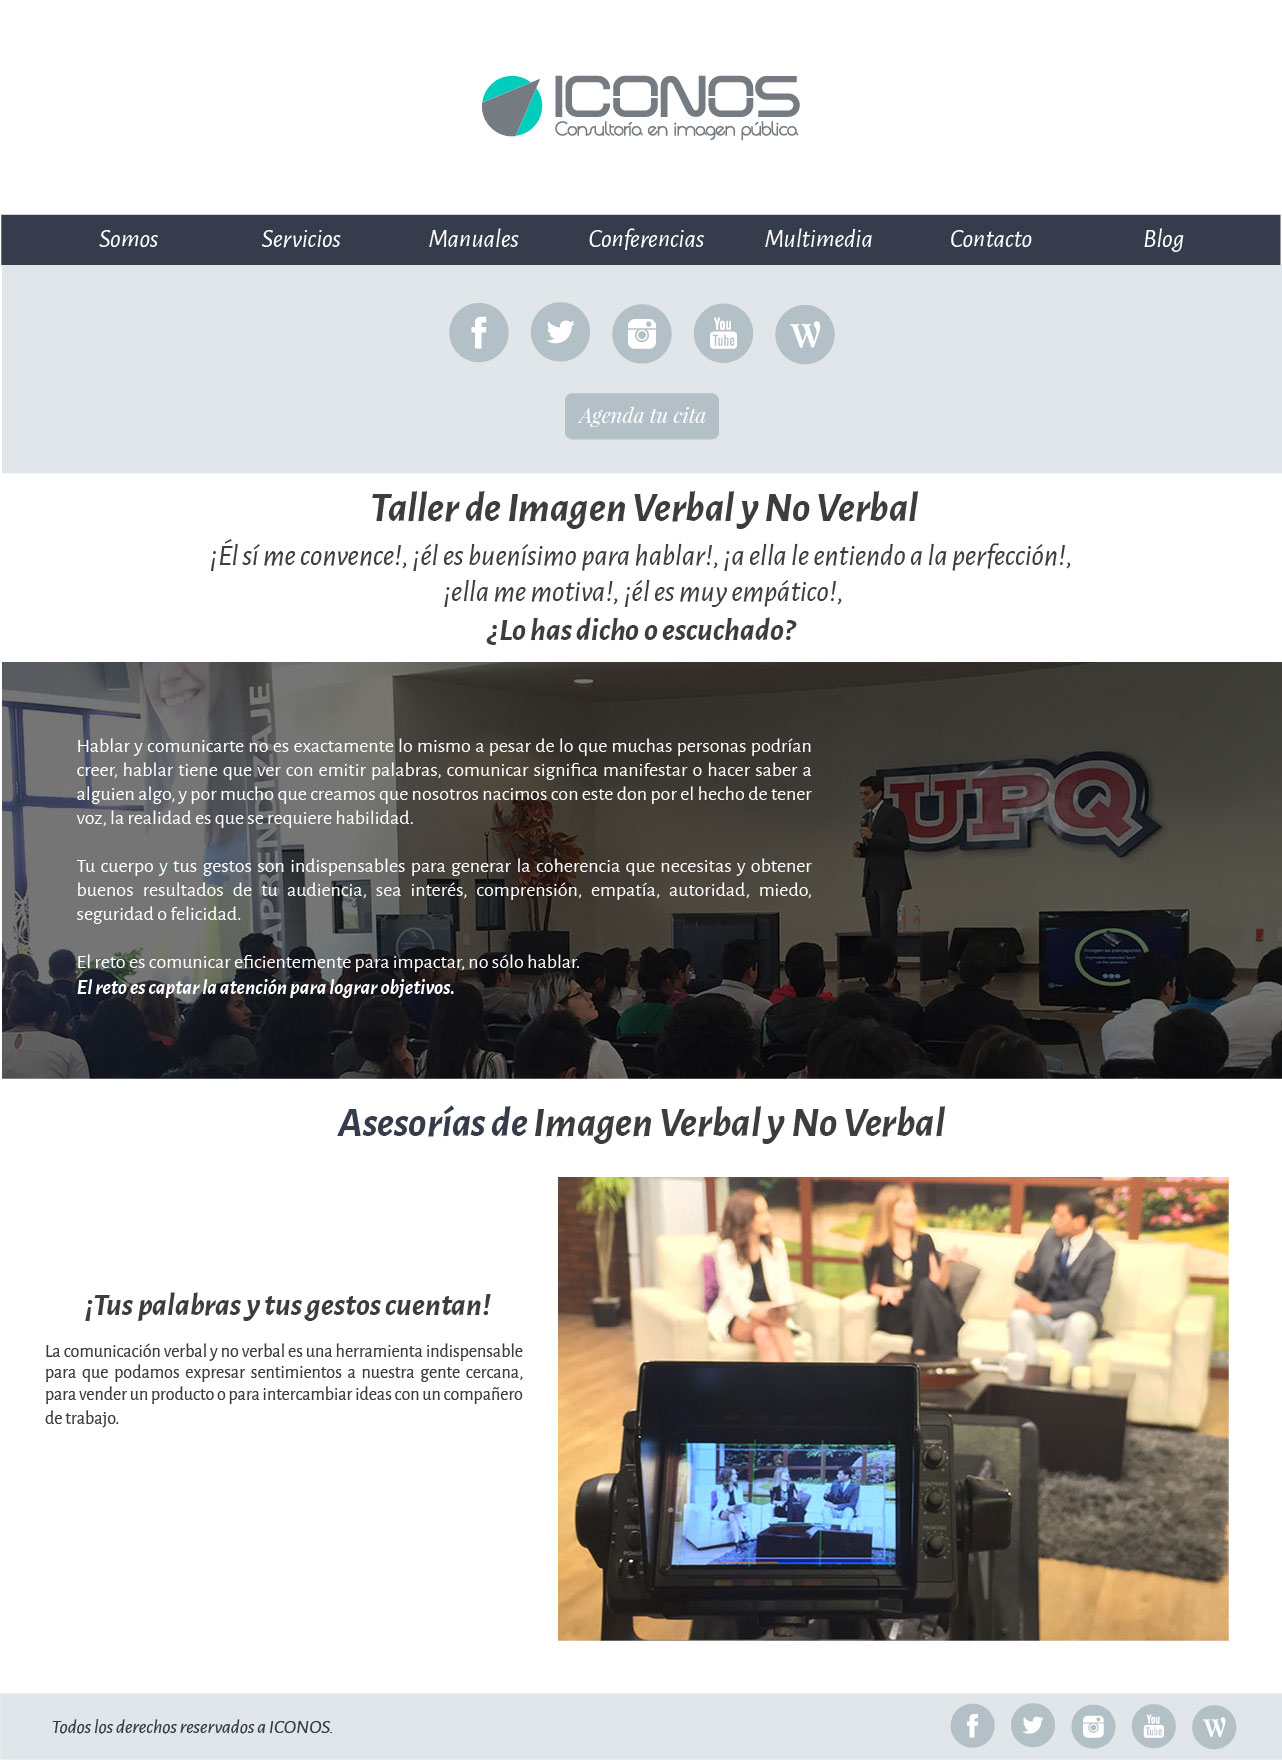 ICONOS
Consultoría en imagen pública
Somos Servicios Manuales Conferencias Multimedia Contacto Blog
f You Tube W
Agenda tu cita
Taller de Imagen Verbal y No Verbal
¡Él sí me convence!, ¡él es buenísimo para hablar!, ¡a ella le entiendo a la perfección!,
¡ella me motiva!, ¡él es muy empático!,
¿Lo has dicho o escuchado?
APRENDIZAJE
UPQ
Hablar y comunicarte no es exactamente lo mismo a pesar de lo que muchas personas podrían
creer, hablar tiene que ver con emitir palabras, comunicar significa manifestar o hacer saber a
alguien algo, y por mucho que creamos que nosotros nacimos con este don por el hecho de tener
voz, la realidad es que se requiere habilidad.
Tu cuerpo y tus gestos son indispensables para generar la coherencia que necesitas y obtener
buenos resultados de tu audiencia, sea interés, comprensión, empatía, autoridad, miedo,
seguridad o felicidad.
El reto es comunicar eficientemente para impactar, no sólo hablar.
El reto es captar la atención para lograr objetivos.
Asesorías de Imagen Verbal y No Verbal
¡Tus palabras y tus gestos cuentan!
La comunicación verbal y no verbal es una herramienta indispensable
para que podamos expresar sentimientos a nuestra gente cercana,
para vender un producto o para intercambiar ideas con un compañero
de trabajo.
Todos los derechos reservados a ICONOS.
f You Tube W